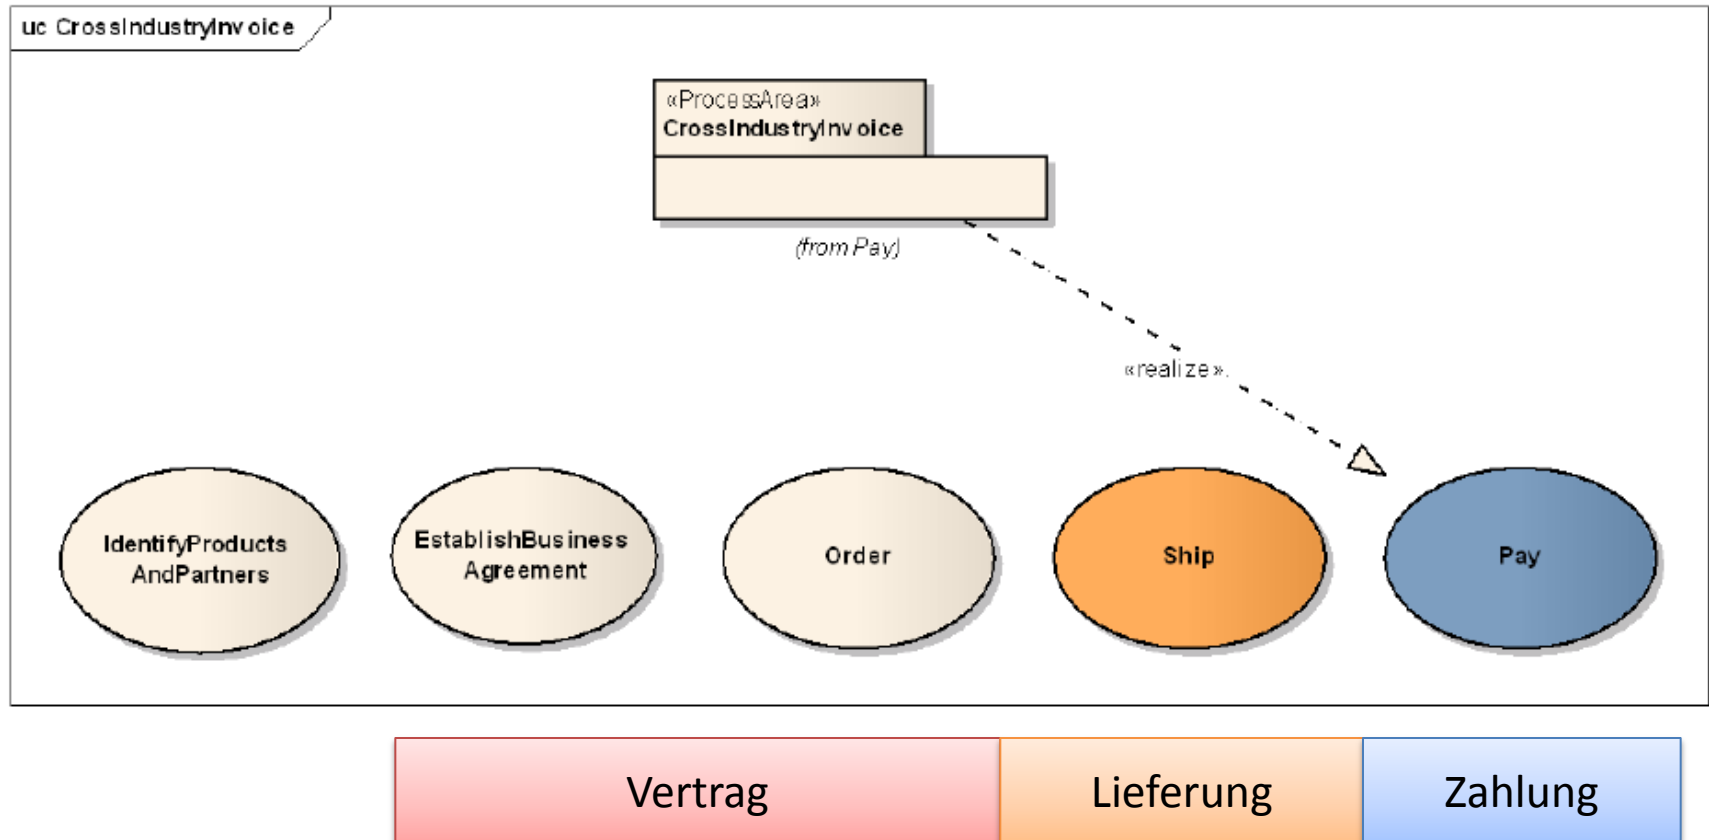 uc CrossIndustryInvoice
«ProcessArea»
CrossIndustryInvoice
(from Pay)
«realize»
IdentifyProducts
AndPartners
EstablishBusiness
Agreement
Order
Ship
Pay
Vertrag
Lieferung
Zahlung